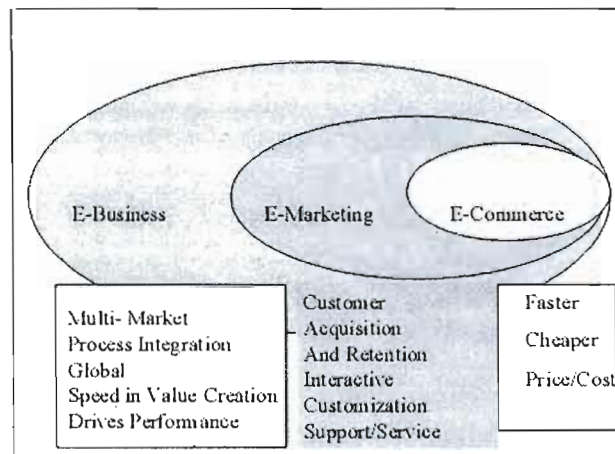 E-Business
E-Marketing
E-Commerce
Multi- Market
Process Integration
Global
Speed in Value Creation
Drives Performance
Customer
Acquisition
And Retention
Interactive
Customization
Support/Service
Faster
Cheaper
Price/Cost